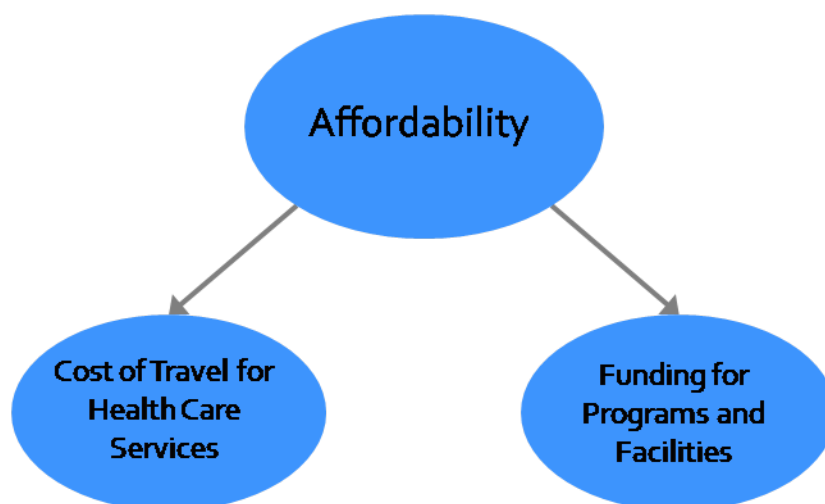 Affordability
Cost of Travel for
Health Care
Services
Funding for
Programs and
Facilities